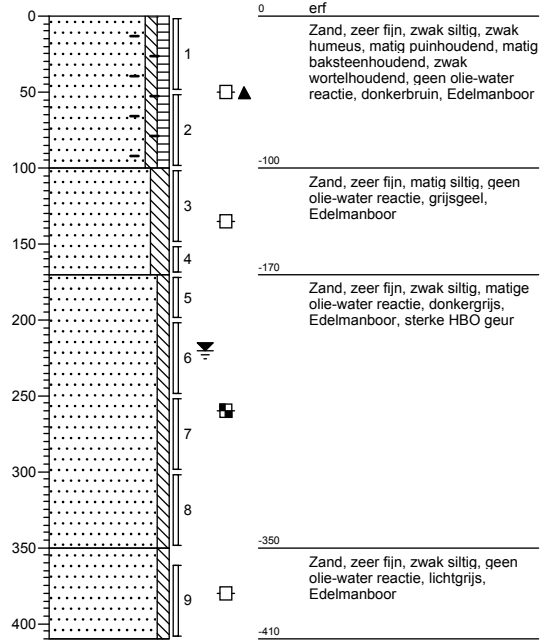 0
50
100
150
200
250
300
350
400
1
2
3
4
5
6
7
8
9
0
erf
Zand, zeer fijn, zwak siltig, zwak
humeus, matig puinhoudend, matig
baksteenhoudend, zwak
wortelhoudend, geen olie-water
reactie, donkerbruin, Edelmanboor
-100
Zand, zeer fijn, matig siltig, geen
olie-water reactie, grijsgeel,
Edelmanboor
-170
Zand, zeer fijn, zwak siltig, matige
olie-water reactie, donkergrijs,
Edelmanboor, sterke HBO geur
-350
Zand, zeer fijn, zwak siltig, geen
olie-water reactie, lichtgrijs,
Edelmanboor
-410